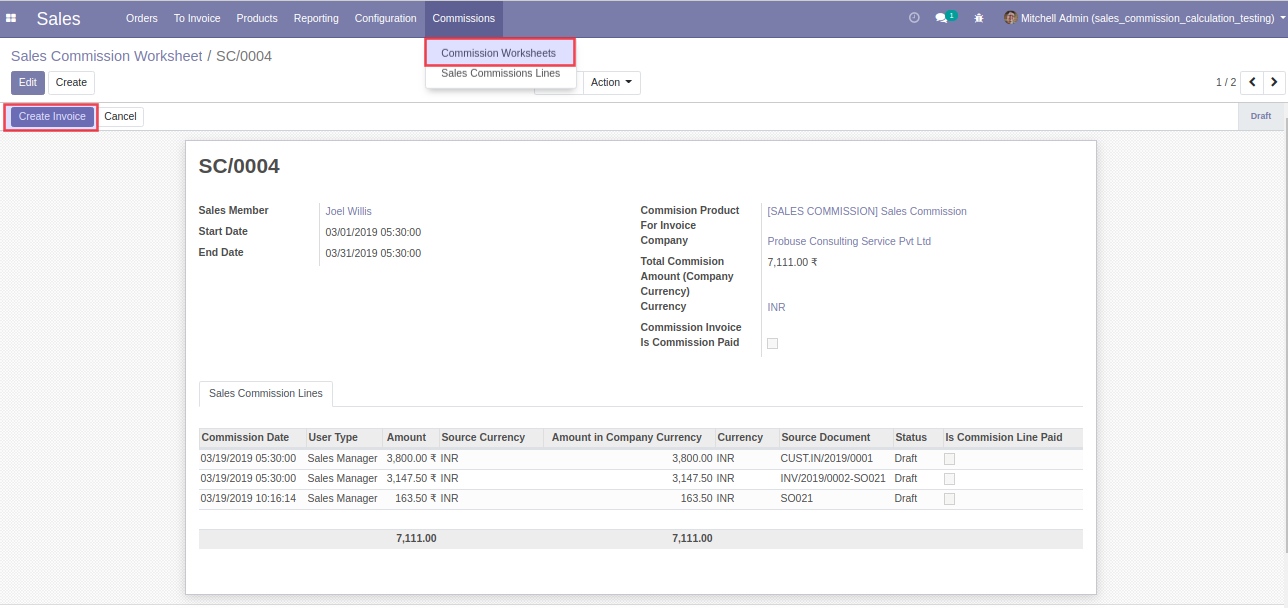 Sales Orders To Invoice Products Reporting Configuration Commissions 1 Mitchell Admin (sales_commission_calculation_testing)
Sales Commission Worksheet / SC/0004
Commission Worksheets
Sales Commissions Lines
Edit Create Action 1 / 2
Create Invoice Cancel Draft
SC/0004
Sales Member Joel Willis
Start Date 03/01/2019 05:30:00
End Date 03/31/2019 05:30:00
Commision Product
For Invoice
[SALES COMMISSION] Sales Commission
Company Probuse Consulting Service Pvt Ltd
Total Commision
Amount (Company
Currency)
7,111.00 ₹
Currency INR
Commission Invoice
Is Commission Paid
Sales Commission Lines
Commission Date User Type Amount Source Currency Amount in Company Currency Currency Source Document Status Is Commision Line Paid
03/19/2019 05:30:00 Sales Manager 3,800.00 ₹ INR 3,800.00 INR CUST.IN/2019/0001 Draft
03/19/2019 05:30:00 Sales Manager 3,147.50 ₹ INR 3,147.50 INR INV/2019/0002-SO021 Draft
03/19/2019 10:16:14 Sales Manager 163.50 ₹ INR 163.50 INR SO021 Draft
7,111.00 7,111.00